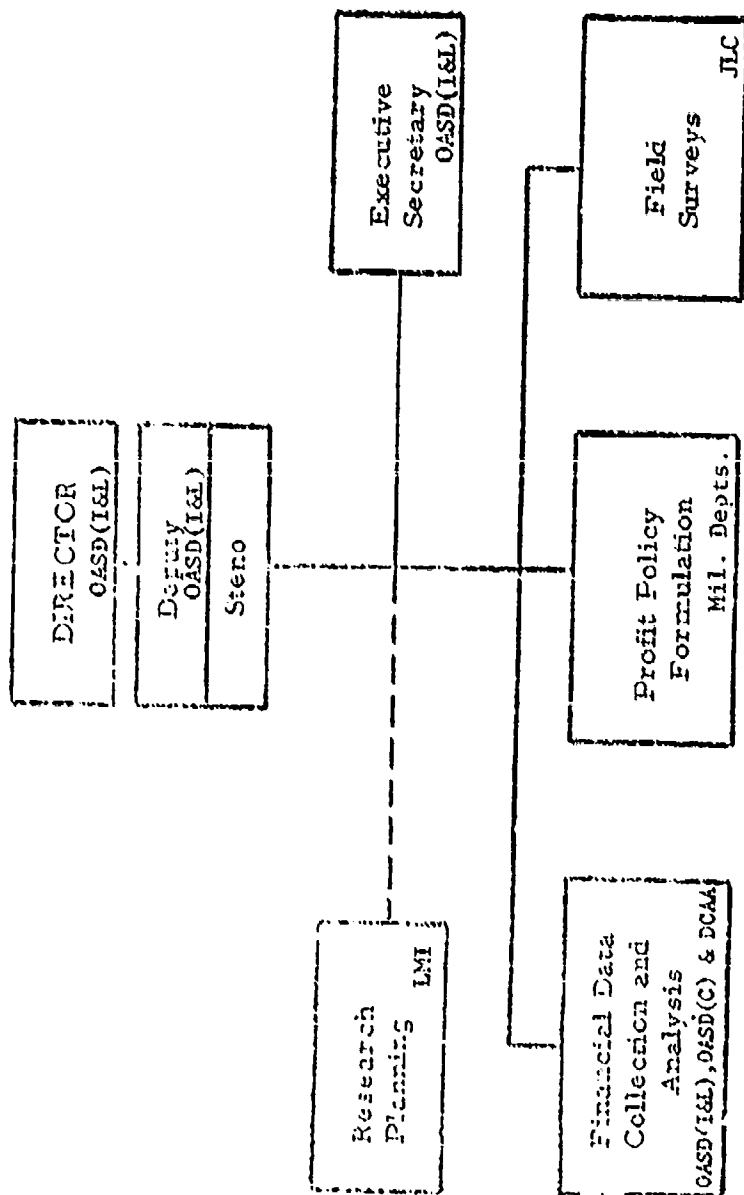 DIRECTOR
OASD(I&L)
Deputy
OASD(I&L)
Steno
Research
Planning
LMI
Executive
Secretary
OASD(I&L)
Financial Data
Collection and
Analysis
OASD(I&L),OASD(C) & DCAA
Profit Policy
Formulation
Mil. Depts.
Field
Surveys
JLC